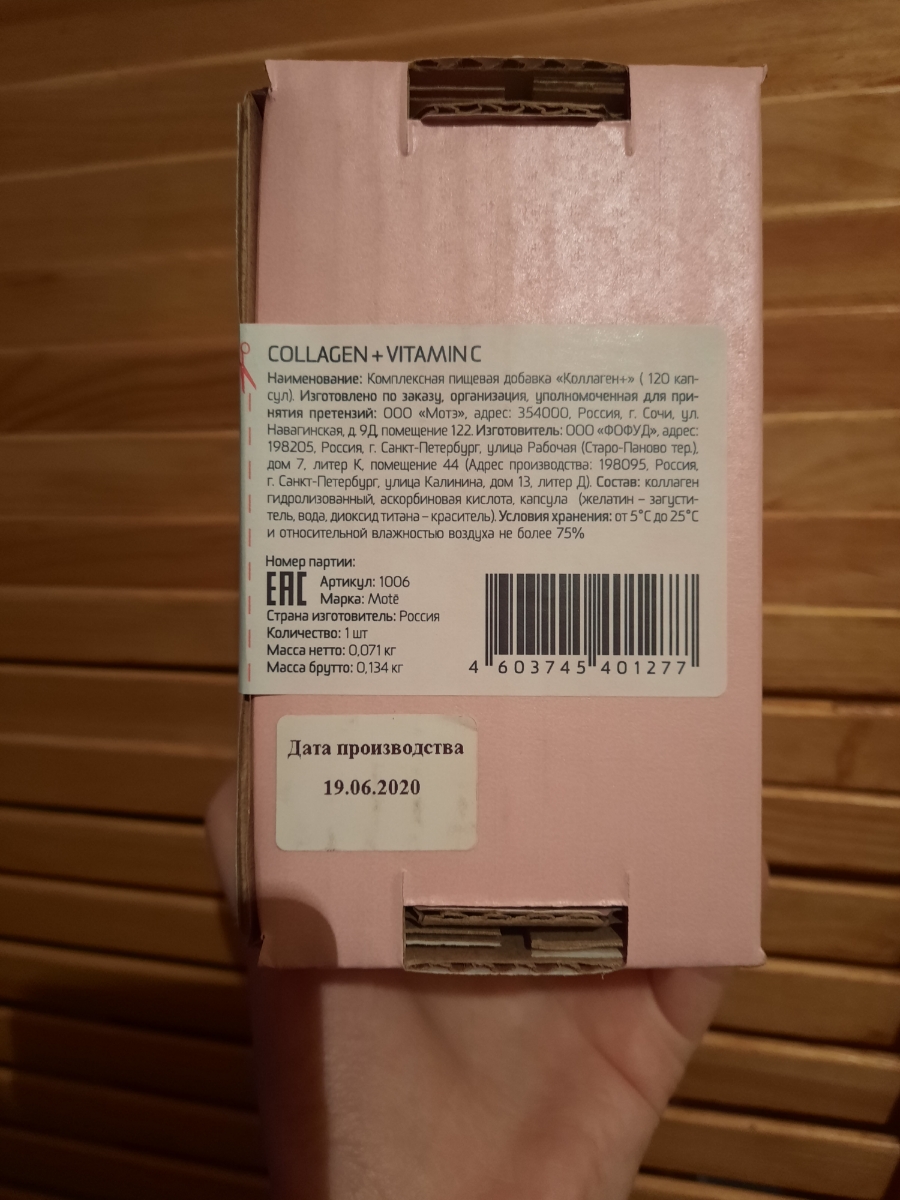 COLLAGEN + VITAMIN C
Наименование: Комплексная пищевая добавка «Коллаген+» ( 120 кап-
сул). Изготовлено по заказу, организация, уполномоченная для при-
нятия претензий: ООО «Мотэ», адрес: 354000, Россия, г. Сочи, ул.
Навагинская, д. 9Д, помещение 122. Изготовитель: ООО «ФОФУД», адрес:
198205, Россия, г. Санкт-Петербург, улица Рабочая (Старо-Паново тер.),
дом 7, литер К, помещение 44 (Адрес производства: 198095, Россия,
г. Санкт-Петербург, улица Калинина, дом 13, литер Д). Состав: коллаген
гидролизованный, аскорбиновая кислота, капсула (желатин – загусти-
тель, вода, диоксид титана – краситель). Условия хранения: от 5°С до 25°С
и относительной влажностью воздуха не более 75%
Номер партии:
EAC Артикул: 1006
Марка: Motё
Страна изготовитель: Россия
Количество: 1 шт
Масса нетто: 0,071 кг
Масса брутто: 0,134 кг
4 603745 401277
Дата производства
19.06.2020